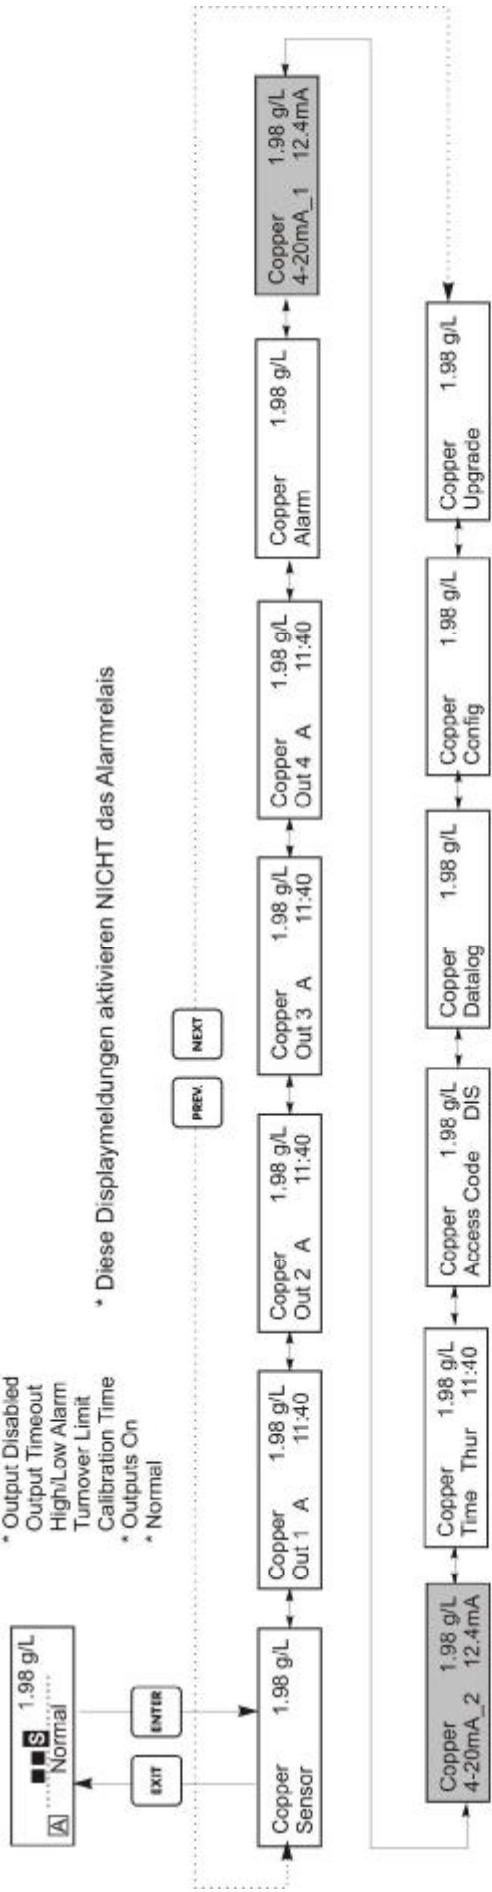 * Output Disabled
Output Timeout
High/Low Alarm
Turnover Limit
Calibration Time
* Outputs On
* Normal
S 1.98 g/L
A Normal
* Diese Displaymeldungen aktivieren NICHT das Alarmrelais
EXIT
ENTER
PREV.
NEXT
Copper 1.98 g/L
Sensor
Copper 1.98 g/L
Out 1 A 11:40
Copper 1.98 g/L
Out 2 A 11:40
Copper 1.98 g/L
Out 3 A 11:40
Copper 1.98 g/L
Out 4 A 11:40
Copper 1.98 g/L
Alarm
Copper 1.98 g/L
4-20mA_1 12.4mA
Copper 1.98 g/L
4-20mA_2 12.4mA
Copper 1.98 g/L
Time Thur 11:40
Copper 1.98 g/L
Access Code DIS
Copper 1.98 g/L
Datalog
Copper 1.98 g/L
Config
Copper 1.98 g/L
Upgrade